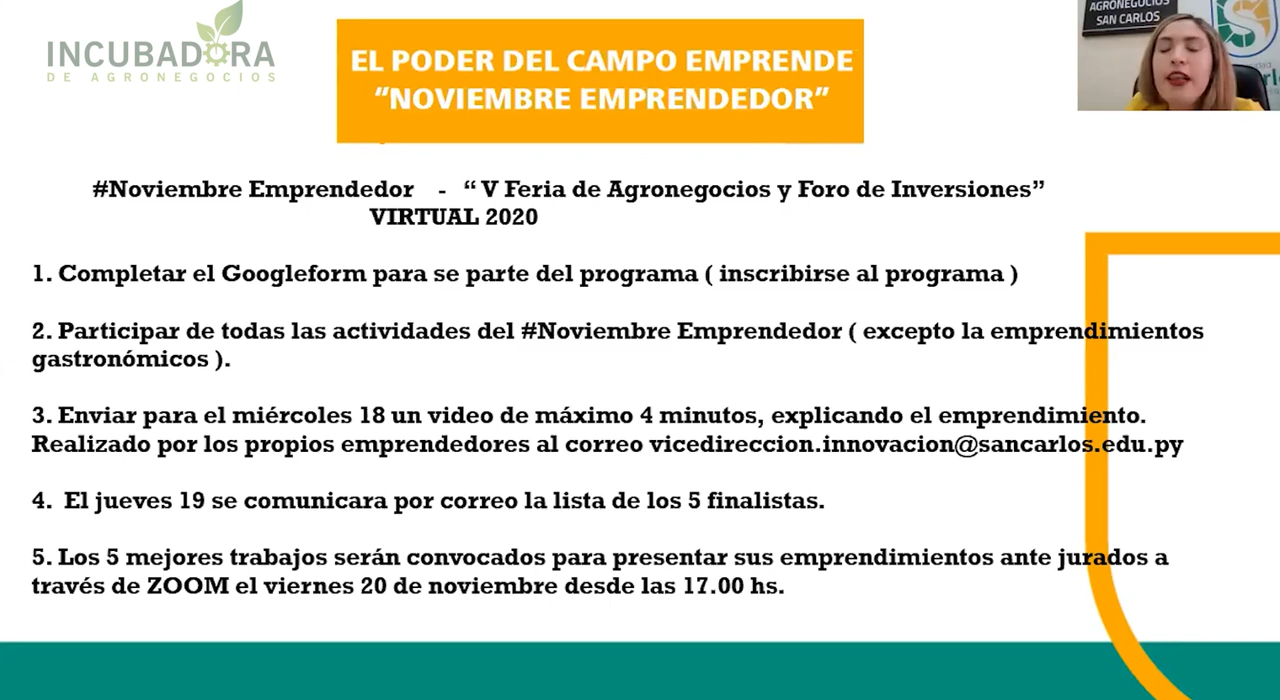 INCUBADORA
DE AGRONEGOCIOS
EL PODER DEL CAMPO EMPRENDE
“NOVIEMBRE EMPRENDEDOR”
AGRONEGOCIOS
SAN CARLOS
#Noviembre Emprendedor - “ V Feria de Agronegocios y Foro de Inversiones”
VIRTUAL 2020
1. Completar el Googleform para se parte del programa ( inscribirse al programa )
2. Participar de todas las actividades del #Noviembre Emprendedor ( excepto la emprendimientos
gastronómicos ).
3. Enviar para el miércoles 18 un video de máximo 4 minutos, explicando el emprendimiento.
Realizado por los propios emprendedores al correo vicedireccion.innovacion@sancarlos.edu.py
4. El jueves 19 se comunicara por correo la lista de los 5 finalistas.
5. Los 5 mejores trabajos serán convocados para presentar sus emprendimientos ante jurados a
través de ZOOM el viernes 20 de noviembre desde las 17.00 hs.